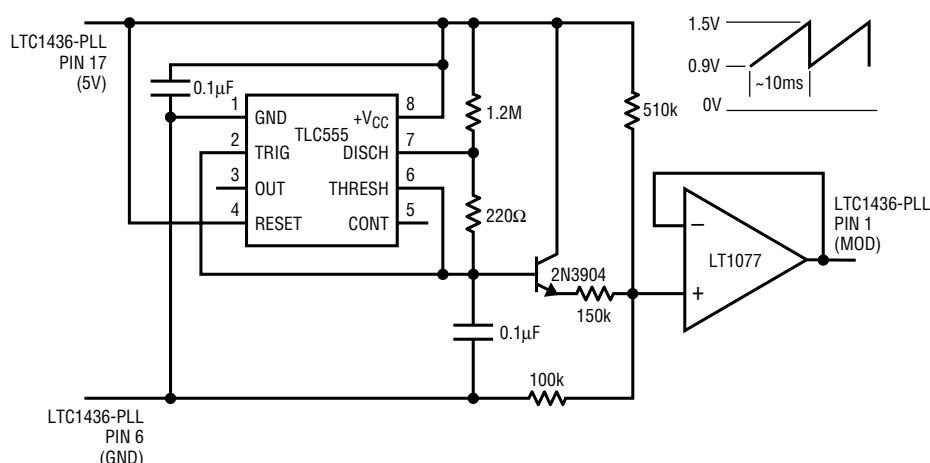 LTC1436-PLL
PIN 17
(5V)
0.1µF
1
GND
2
TRIG
3
OUT
4
RESET
TLC555
8
+VCC
7
DISCH
6
THRESH
5
CONT
1.2M
220Ω
2N3904
150k
0.1µF
100k
510k
1.5V
0.9V
~10ms
0V
LT1077
−
+
LTC1436-PLL
PIN 1
(MOD)
LTC1436-PLL
PIN 6
(GND)